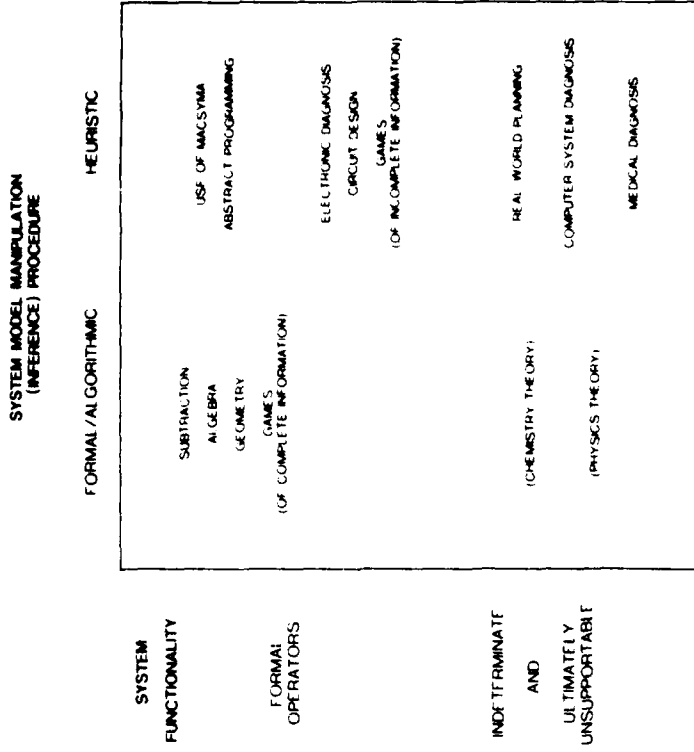 SYSTEM MODEL MANIPULATION
(INFERENCE) PROCEDURE
FORMAL/ALGORITHMIC
HEURISTIC
SYSTEM
FUNCTIONALITY
FORMAL
OPERATORS
SUBTRACTION
ALGEBRA
GEOMETRY
GAMES
(OF COMPLETE INFORMATION)
USE OF MACSYMA
ABSTRACT PROGRAMMING
ELECTRONIC DIAGNOSIS
CIRCUIT DESIGN
GAMES
(OF INCOMPLETE INFORMATION)
INDETERMINATE
AND
ULTIMATELY
UNSUPPORTABLE
(CHEMISTRY THEORY)
(PHYSICS THEORY)
REAL WORLD PLANNING
COMPUTER SYSTEM DIAGNOSIS
MEDICAL DIAGNOSIS